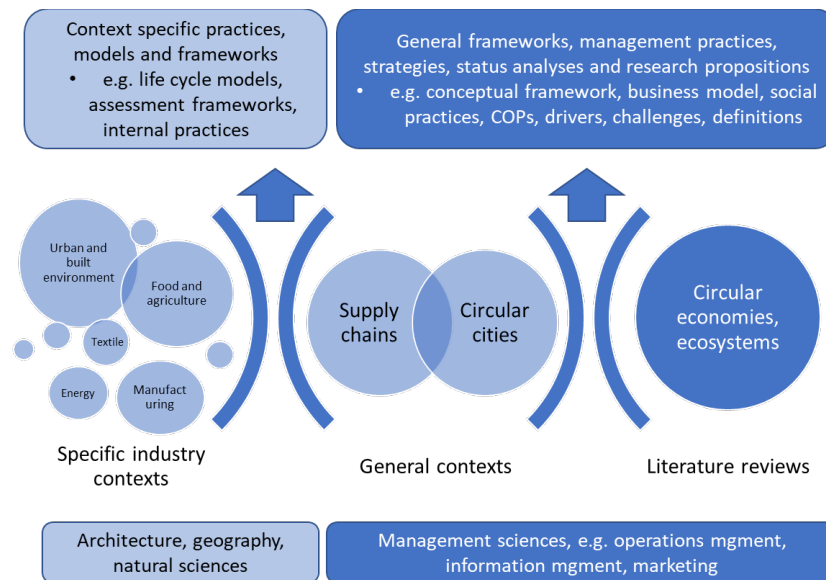 Context specific practices,
models and frameworks
• e.g. life cycle models,
assessment frameworks,
internal practices
General frameworks, management practices,
strategies, status analyses and research propositions
• e.g. conceptual framework, business model, social
practices, COPs, drivers, challenges, definitions
Urban and
built
environment
Food and
agriculture
Textile
Energy
Manufact
uring
Supply
chains
Circular
cities
Circular
economies,
ecosystems
Specific industry
contexts
General contexts
Literature reviews
Architecture, geography,
natural sciences
Management sciences, e.g. operations mgment,
information mgment, marketing